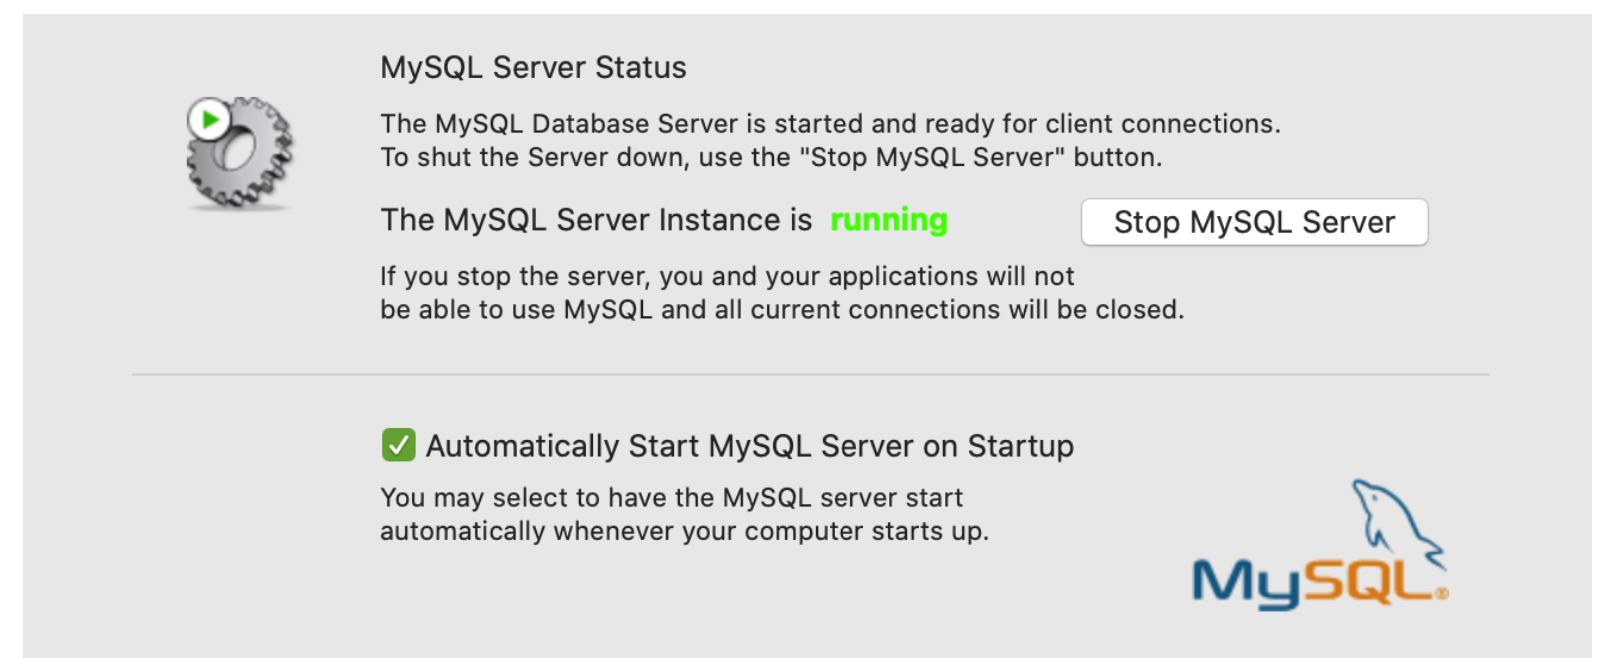 MySQL Server Status
The MySQL Database Server is started and ready for client connections.
To shut the Server down, use the "Stop MySQL Server" button.
The MySQL Server Instance is running
Stop MySQL Server
If you stop the server, you and your applications will not
be able to use MySQL and all current connections will be closed.
Automatically Start MySQL Server on Startup
You may select to have the MySQL server start
automatically whenever your computer starts up.
MySQL®